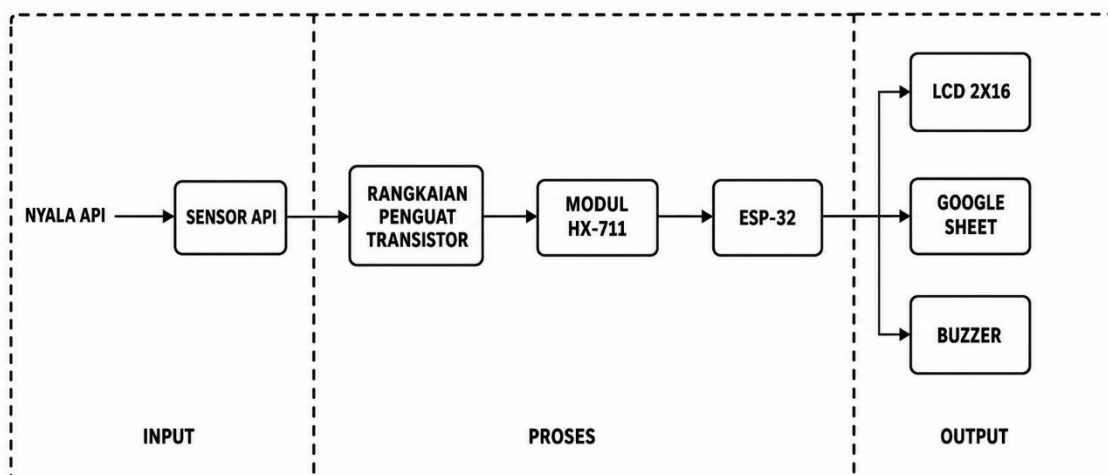 NYALA API
SENSOR API
RANGKAIAN
PENGUAT
TRANSISTOR
MODUL
HX-711
ESP-32
LCD 2X16
GOOGLE
SHEET
BUZZER
INPUT
PROSES
OUTPUT